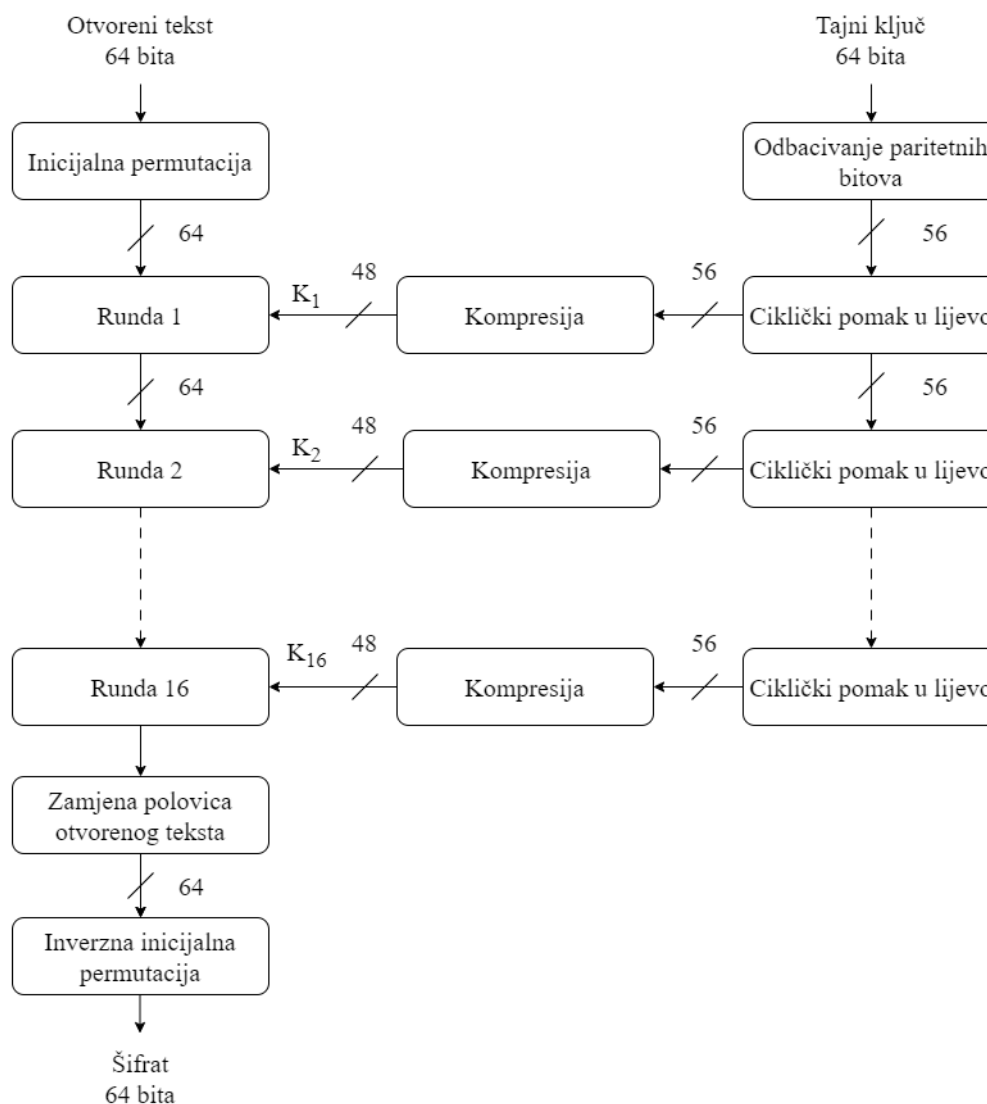 Otvoreni tekst
64 bita
Tajni ključ
64 bita
Inicijalna permutacija
Odbacivanje paritetnih
bitova
64
56
Runda 1
K1
48
Kompresija
56
Ciklički pomak u lijevo
64
56
Runda 2
K2
48
Kompresija
56
Ciklički pomak u lijevo
Runda 16
K16
48
Kompresija
56
Ciklički pomak u lijevo
Zamjena polovica
otvorenog teksta
64
Inverzna inicijalna
permutacija
Šifrat
64 bita